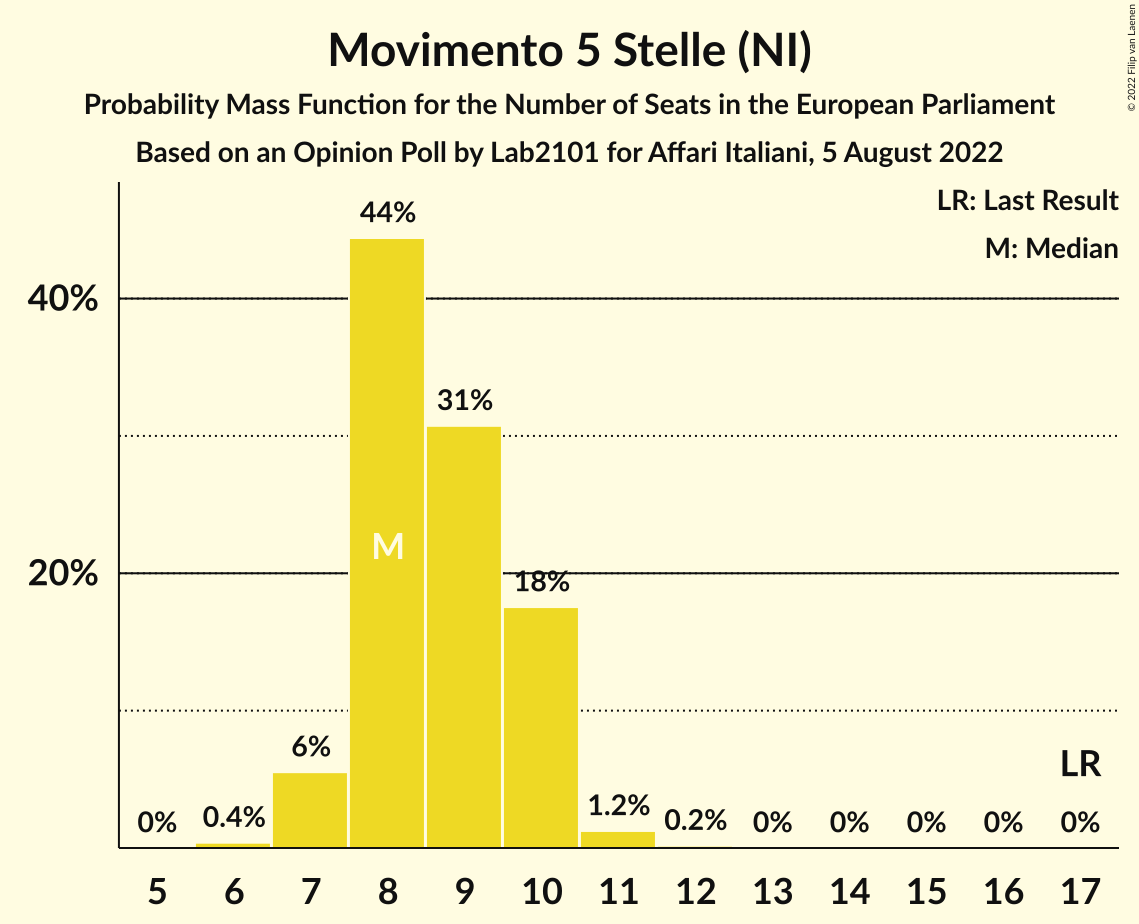 Movimento 5 Stelle (NI)
Probability Mass Function for the Number of Seats in the European Parliament
Based on an Opinion Poll by Lab2101 for Affari Italiani, 5 August 2022
© 2022 Filip van Laenen
LR: Last Result
M: Median
44%
40%
31%
M
20%
18%
6%
LR
0% 0.4% 1.2% 0.2% 0% 0% 0% 0% 0%
5 6 7 8 9 10 11 12 13 14 15 16 17